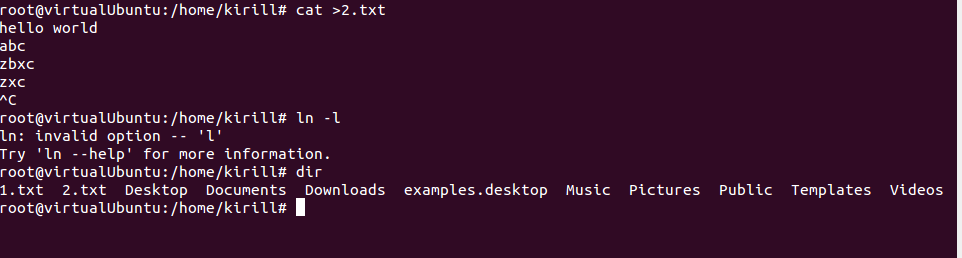 root@virtualUbuntu:/home/kirill# cat >2.txt
hello world
abc
zbxc
zxc
^C
root@virtualUbuntu:/home/kirill# ln -l
ln: invalid option -- 'l'
Try 'ln --help' for more information.
root@virtualUbuntu:/home/kirill# dir
1.txt  2.txt  Desktop  Documents  Downloads  examples.desktop  Music  Pictures  Public  Templates  Videos
root@virtualUbuntu:/home/kirill#